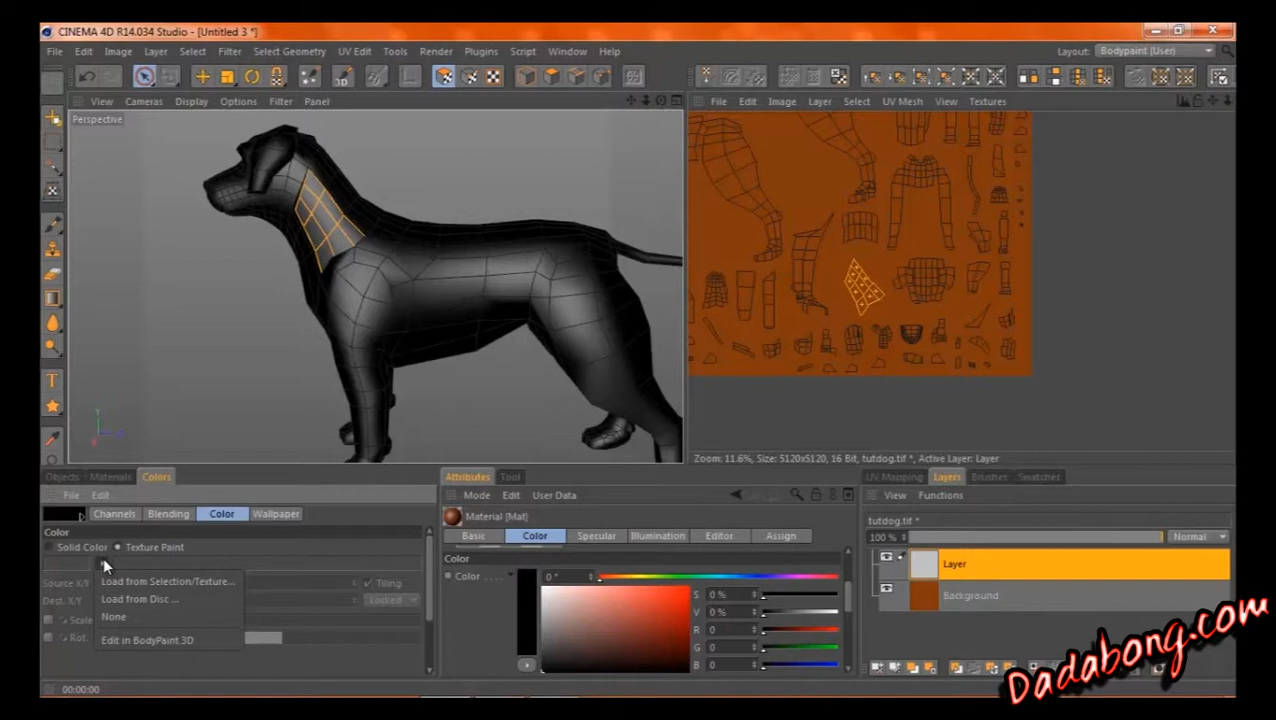 CINEMA 4D R14.034 Studio - [Untitled 3 *]
File Edit Image Layer Select Filter Select Geometry UV Edit Tools Render Plugins Script Window Help
Layout: Bodypaint (User)
View Cameras Display Options Filter Panel
File Edit Image Layer Select UV Mesh View Textures
Perspective
Y
Zoom: 11.6%, Size: 5120x5120, 16 Bit, tutdog.tif *, Active Layer: Layer
Objects Materials Colors
Attributes Tool
UV Mapping Layers Brushes Swatches
File Edit
Mode Edit User Data
View Functions
Channels Blending Color Wallpaper
Material [Mat]
tutdog.tif *
Color
Basic Color Specular Illumination Editor Assign
100 % Normal
Solid Color Texture Paint
Color
Layer
Color . . . . 0 °
Load from Selection/Texture...
Source X/Y Tiling
S 0 %
Background
Load from Disc ...
Dest. X/Y Locked
V 0 %
None
Scale
R 0
Edit in BodyPaint 3D
Rot.
G 0
B 0
00:00:00
Dadabong.com